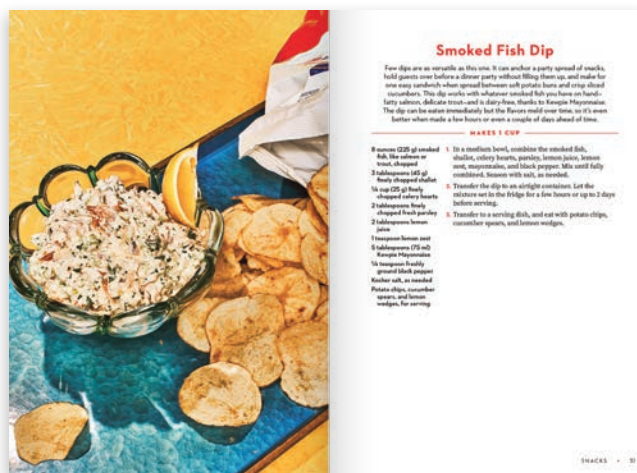 Smoked Fish Dip
Few dips are as versatile as this one. It can anchor a party spread of snacks,
hold guests over before a dinner party without filling them up, and make for
one easy sandwich when spread between soft potato buns and crisp sliced
cucumbers. This dip works with whatever smoked fish you have on hand—
fatty salmon, delicate trout—and is dairy-free, thanks to Kewpie Mayonnaise.
The dip can be eaten immediately but the flavors meld over time, so it's even
better when made a few hours or even a couple of days ahead of time.
MAKES 1 CUP
8 ounces (225 g) smoked
fish, like salmon or
trout, chopped
3 tablespoons (45 g)
finely chopped shallot
¼ cup (25 g) finely
chopped celery hearts
2 tablespoons finely
chopped fresh parsley
2 tablespoons lemon
juice
1 teaspoon lemon zest
5 tablespoons (75 ml)
Kewpie Mayonnaise
¼ teaspoon freshly
ground black pepper
Kosher salt, as needed
Potato chips, cucumber
spears, and lemon
wedges, for serving
1. In a medium bowl, combine the smoked fish,
shallot, celery hearts, parsley, lemon juice, lemon
zest, mayonnaise, and black pepper. Mix until fully
combined. Season with salt, as needed.
2. Transfer the dip to an airtight container. Let the
mixture set in the fridge for a few hours or up to 2 days
before serving.
3. Transfer to a serving dish, and eat with potato chips,
cucumber spears, and lemon wedges.
SNACKS •